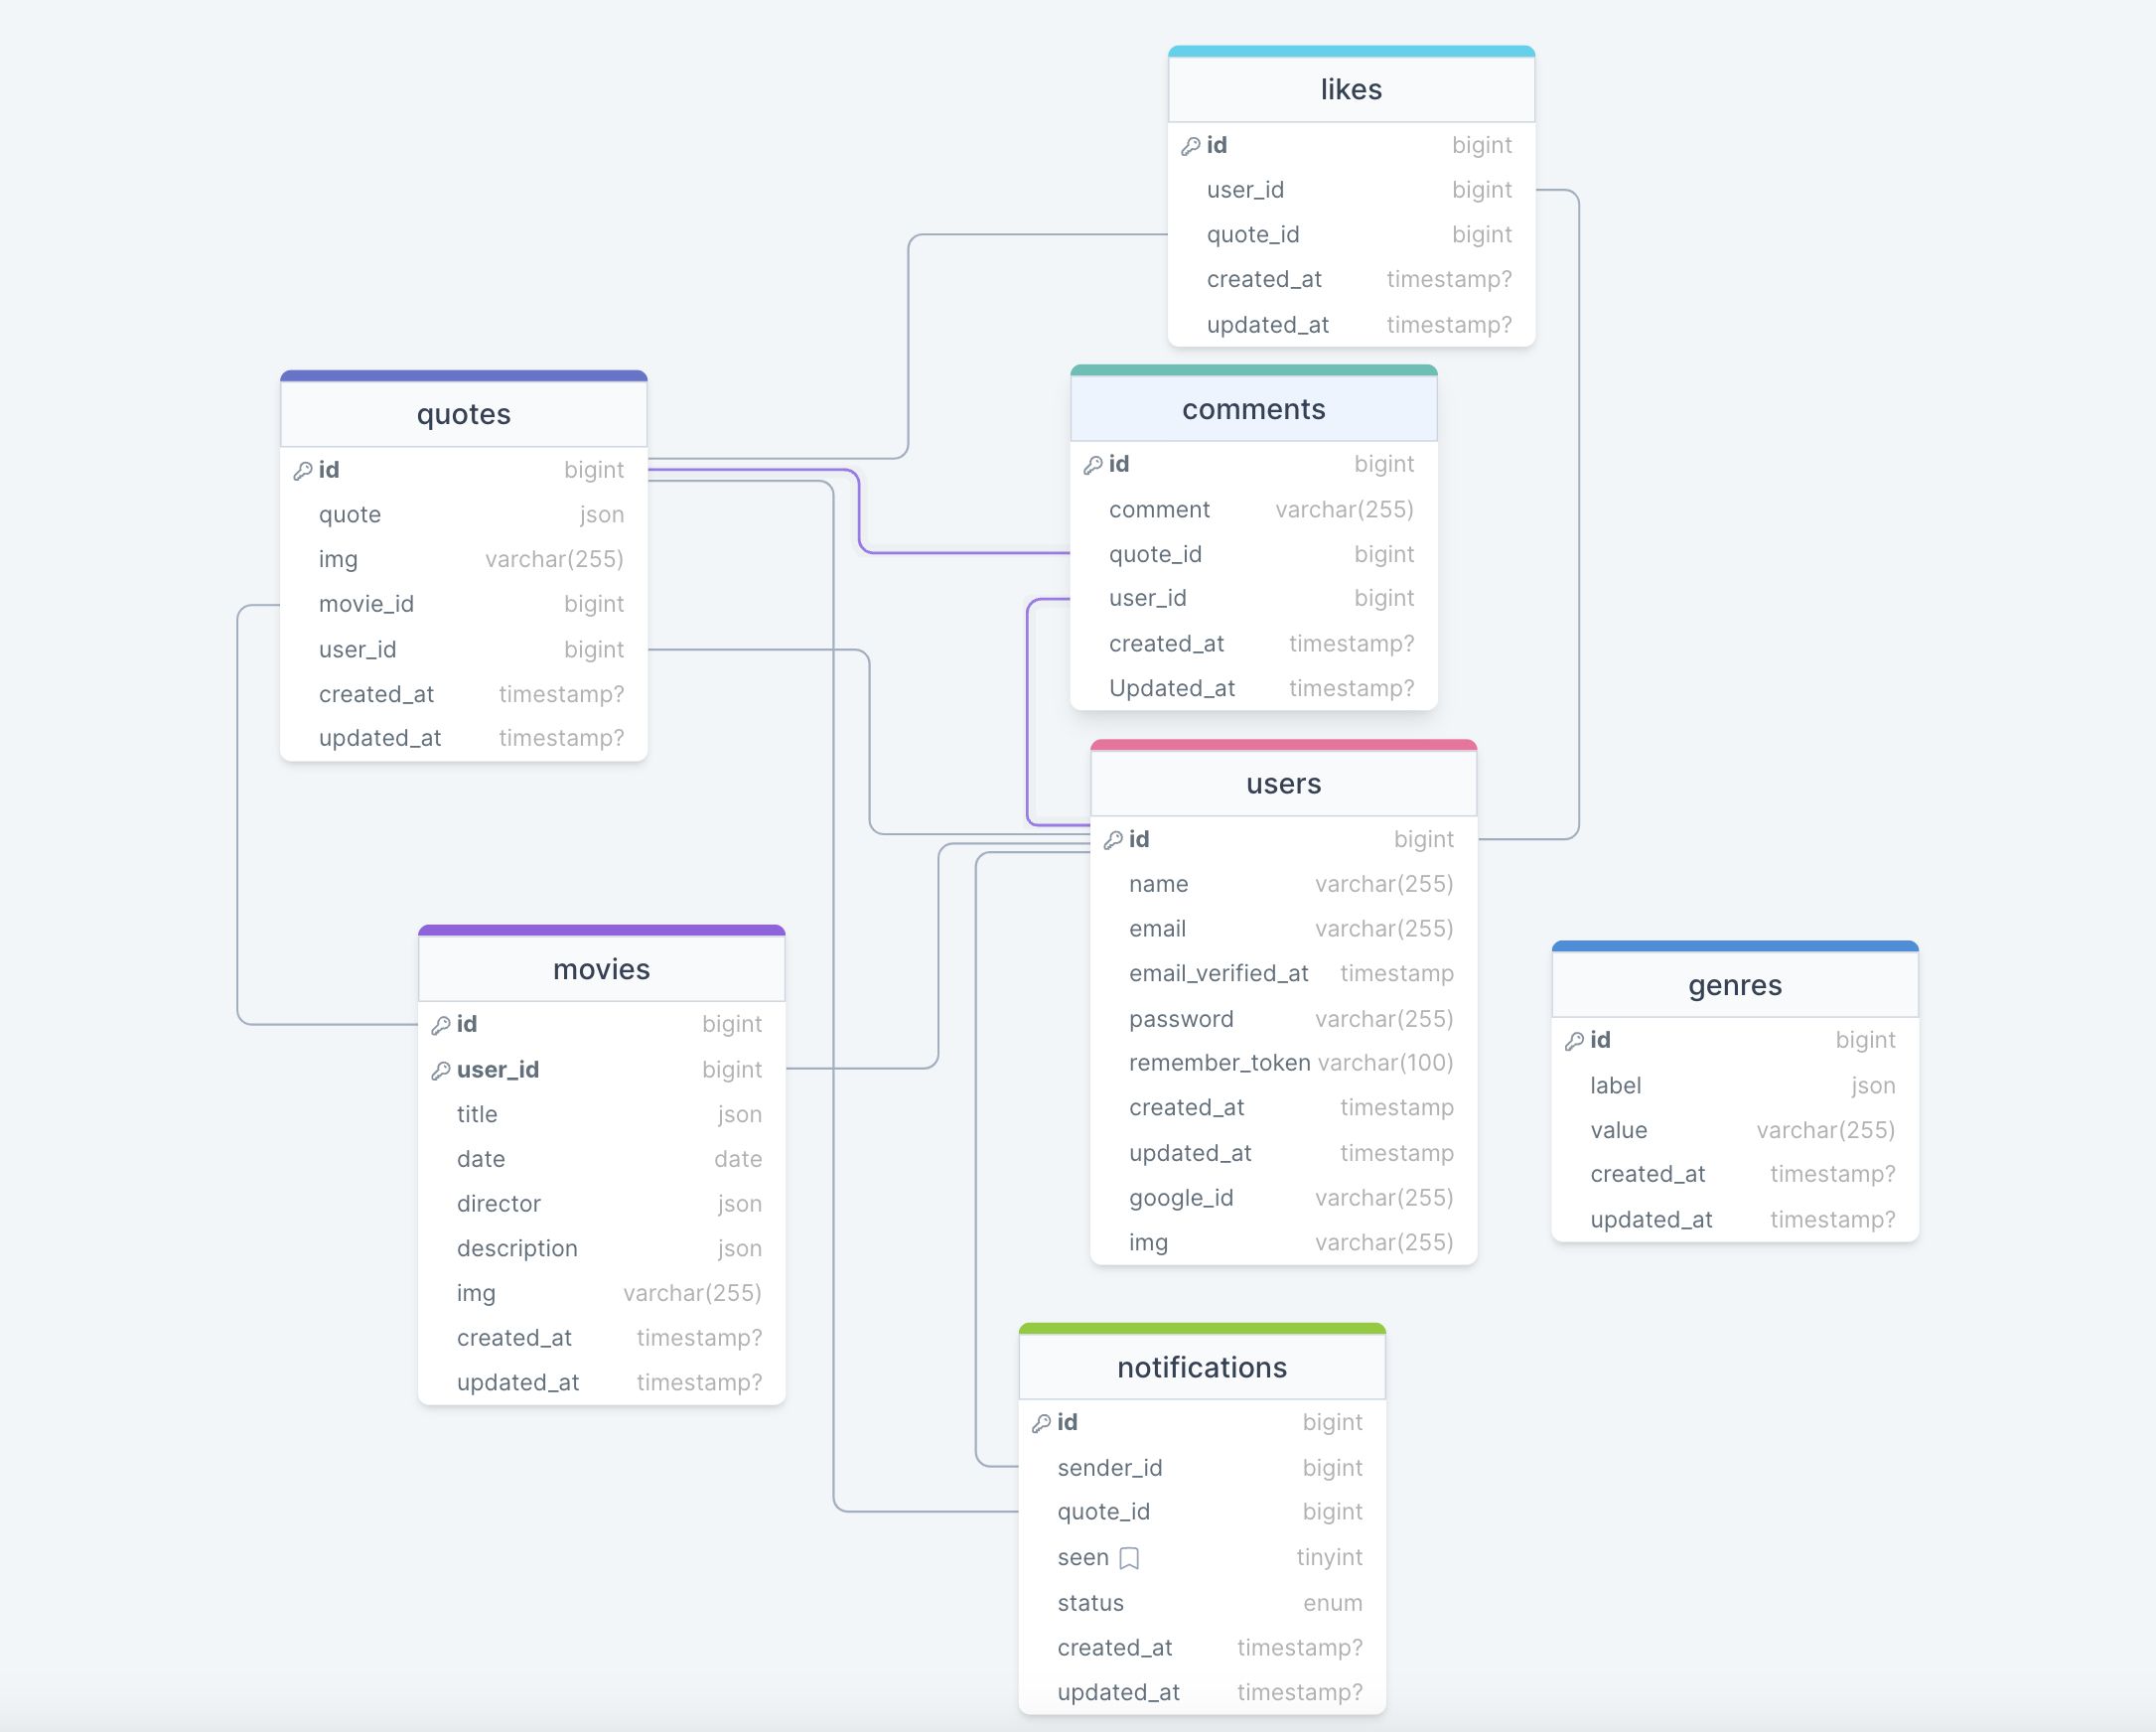 likes
id bigint
user_id bigint
quote_id bigint
created_at timestamp?
updated_at timestamp?
quotes
id bigint
quote json
img varchar(255)
movie_id bigint
user_id bigint
created_at timestamp?
updated_at timestamp?
comments
id bigint
comment varchar(255)
quote_id bigint
user_id bigint
created_at timestamp?
Updated_at timestamp?
users
id bigint
name varchar(255)
email varchar(255)
email_verified_at timestamp
password varchar(255)
remember_token varchar(100)
created_at timestamp
updated_at timestamp
google_id varchar(255)
img varchar(255)
movies
id bigint
user_id bigint
title json
date date
director json
description json
img varchar(255)
created_at timestamp?
updated_at timestamp?
genres
id bigint
label json
value varchar(255)
created_at timestamp?
updated_at timestamp?
notifications
id bigint
sender_id bigint
quote_id bigint
seen tinyint
status enum
created_at timestamp?
updated_at timestamp?